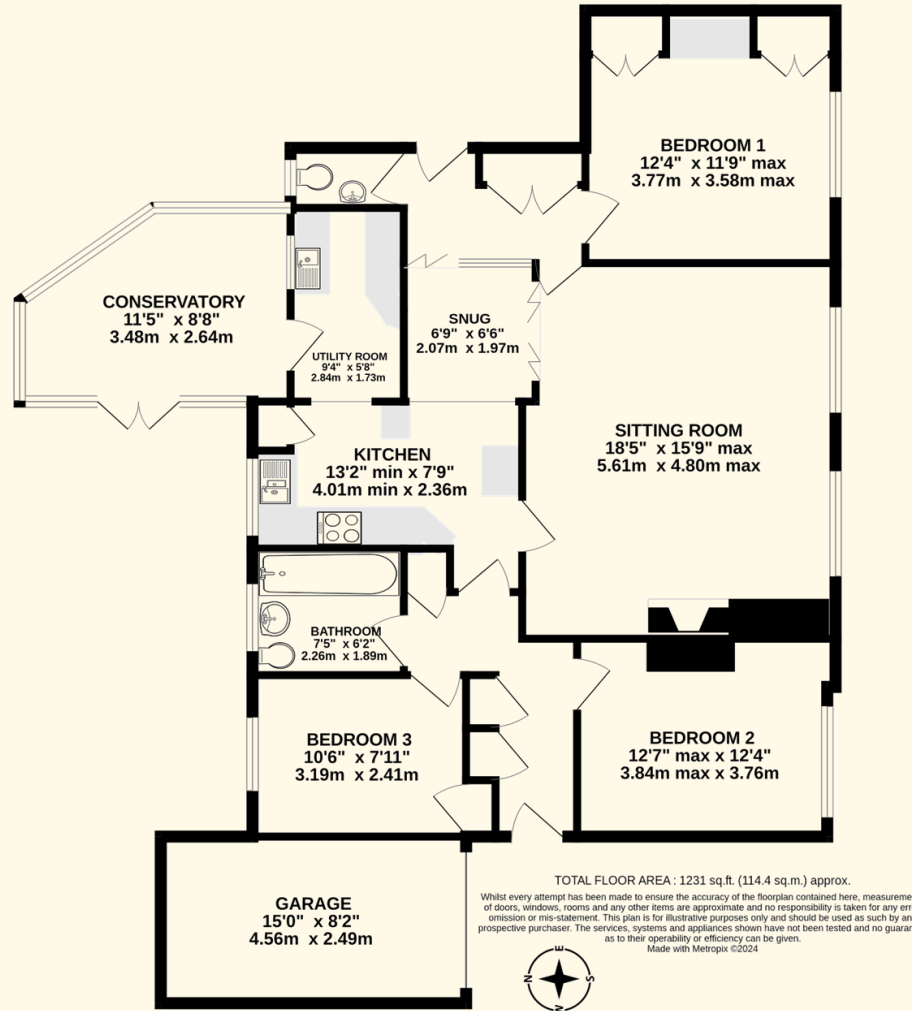 BEDROOM 1
12'4" x 11'9" max
3.77m x 3.58m max
CONSERVATORY
11'5" x 8'8"
3.48m x 2.64m
SNUG
6'9" x 6'6"
2.07m x 1.97m
UTILITY ROOM
9'4" x 5'8"
2.84m x 1.73m
SITTING ROOM
18'5" x 15'9" max
5.61m x 4.80m max
KITCHEN
13'2" min x 7'9"
4.01m min x 2.36m
BATHROOM
7'5" x 6'2"
2.26m x 1.89m
BEDROOM 3
10'6" x 7'11"
3.19m x 2.41m
BEDROOM 2
12'7" max x 12'4"
3.84m max x 3.76m
GARAGE
15'0" x 8'2"
4.56m x 2.49m
TOTAL FLOOR AREA : 1231 sq.ft. (114.4 sq.m.) approx.
Whilst every attempt has been made to ensure the accuracy of the floorplan contained here, measureme
of doors, windows, rooms and any other items are approximate and no responsibility is taken for any err
omission or mis-statement. This plan is for illustrative purposes only and should be used as such by an
prospective purchaser. The services, systems and appliances shown have not been tested and no guaran
as to their operability or efficiency can be given.
Made with Metropix ©2024
E
N
S
W